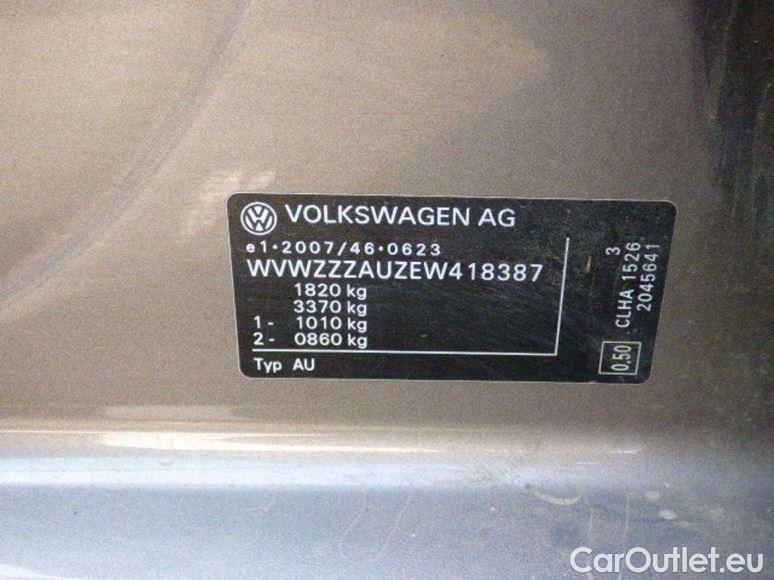 VOLKSWAGEN AG
e1•2007/46•0623
WVWZZZAUZEW418387
1820 kg
3370 kg
1- 1010 kg
2- 0860 kg
Typ AU
3
CLHA 1526
2045641
0,50
CarOutlet.eu